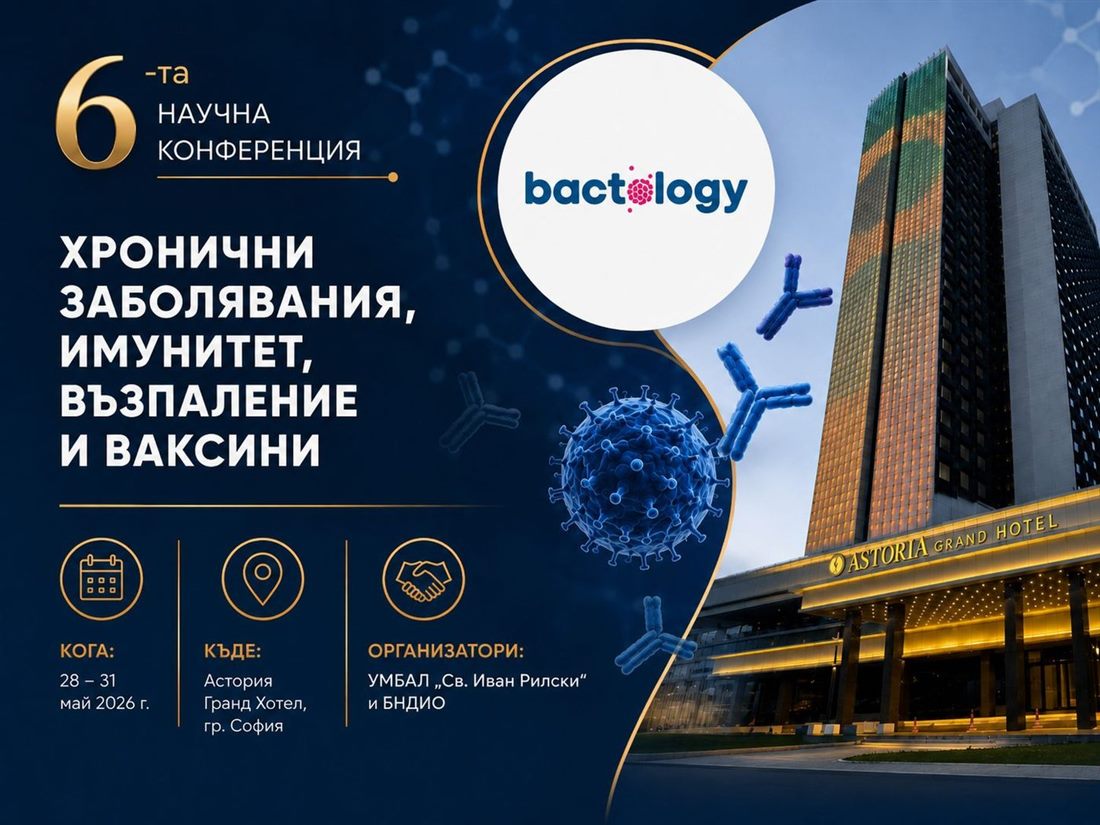 6-та
НАУЧНА
КОНФЕРЕНЦИЯ
bactology
ХРОНИЧНИ
ЗАБОЛЯВАНИЯ,
ИМУНИТЕТ,
ВЪЗПАЛЕНИЕ
И ВАКСИНИ
ASTORIA GRAND HOTEL
КОГА:
28 – 31
май 2026 г.
КЪДЕ:
Астория
Гранд Хотел,
гр. София
ОРГАНИЗАТОРИ:
УМБАЛ „Св. Иван Рилски“
и БНДИО